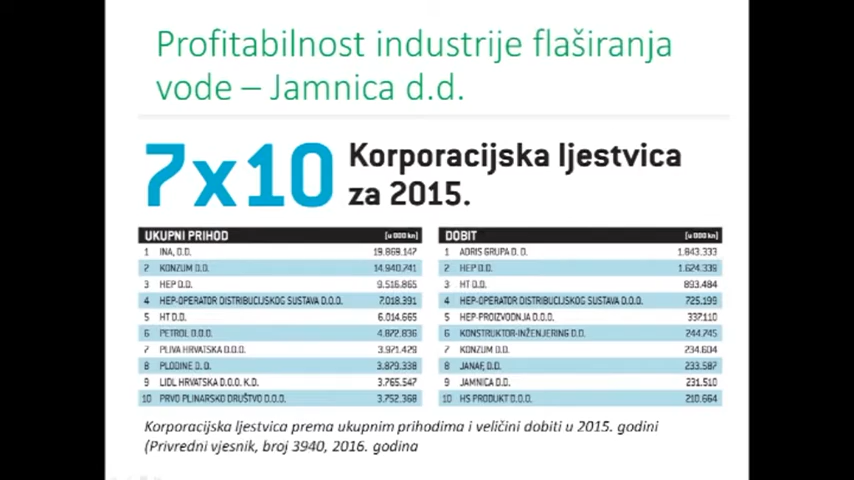 Profitabilnost industrije flaširanja
vode – Jamnica d.d.
7x10
Korporacijska ljestvica
za 2015.
UKUPNI PRIHOD (u 000 kn)
1 INA, D.D. 19.869.147
2 KONZUM D.D. 14.940.741
3 HEP D.D. 9.516.865
4 HEP-OPERATOR DISTRIBUCIJSKOG SUSTAVA D.O.O. 7.018.391
5 HT D.D. 6.014.665
6 PETROL D.O.O. 4.872.836
7 PLIVA HRVATSKA D.O.O. 3.971.429
8 PLODINE D. D. 3.879.338
9 LIDL HRVATSKA D.O.O. K.D. 3.765.547
10 PRVO PLINARSKO DRUŠTVO D.O.O. 3.752.368
DOBIT (u 000 kn)
1 ADRIS GRUPA D. D. 1.843.333
2 HEP D.D. 1.624.339
3 HT D.D. 893.484
4 HEP-OPERATOR DISTRIBUCIJSKOG SUSTAVA D.O.O. 725.199
5 HEP-PROIZVODNJA D.O.O. 337.110
6 KONSTRUKTOR-INŽENJERING D.D. 244.745
7 KONZUM D.D. 234.604
8 JANAF, D.D. 233.587
9 JAMNICA D.D. 231.510
10 HS PRODUKT D.O.O. 210.664
Korporacijska ljestvica prema ukupnim prihodima i veličini dobiti u 2015. godini
(Privredni vjesnik, broj 3940, 2016. godina